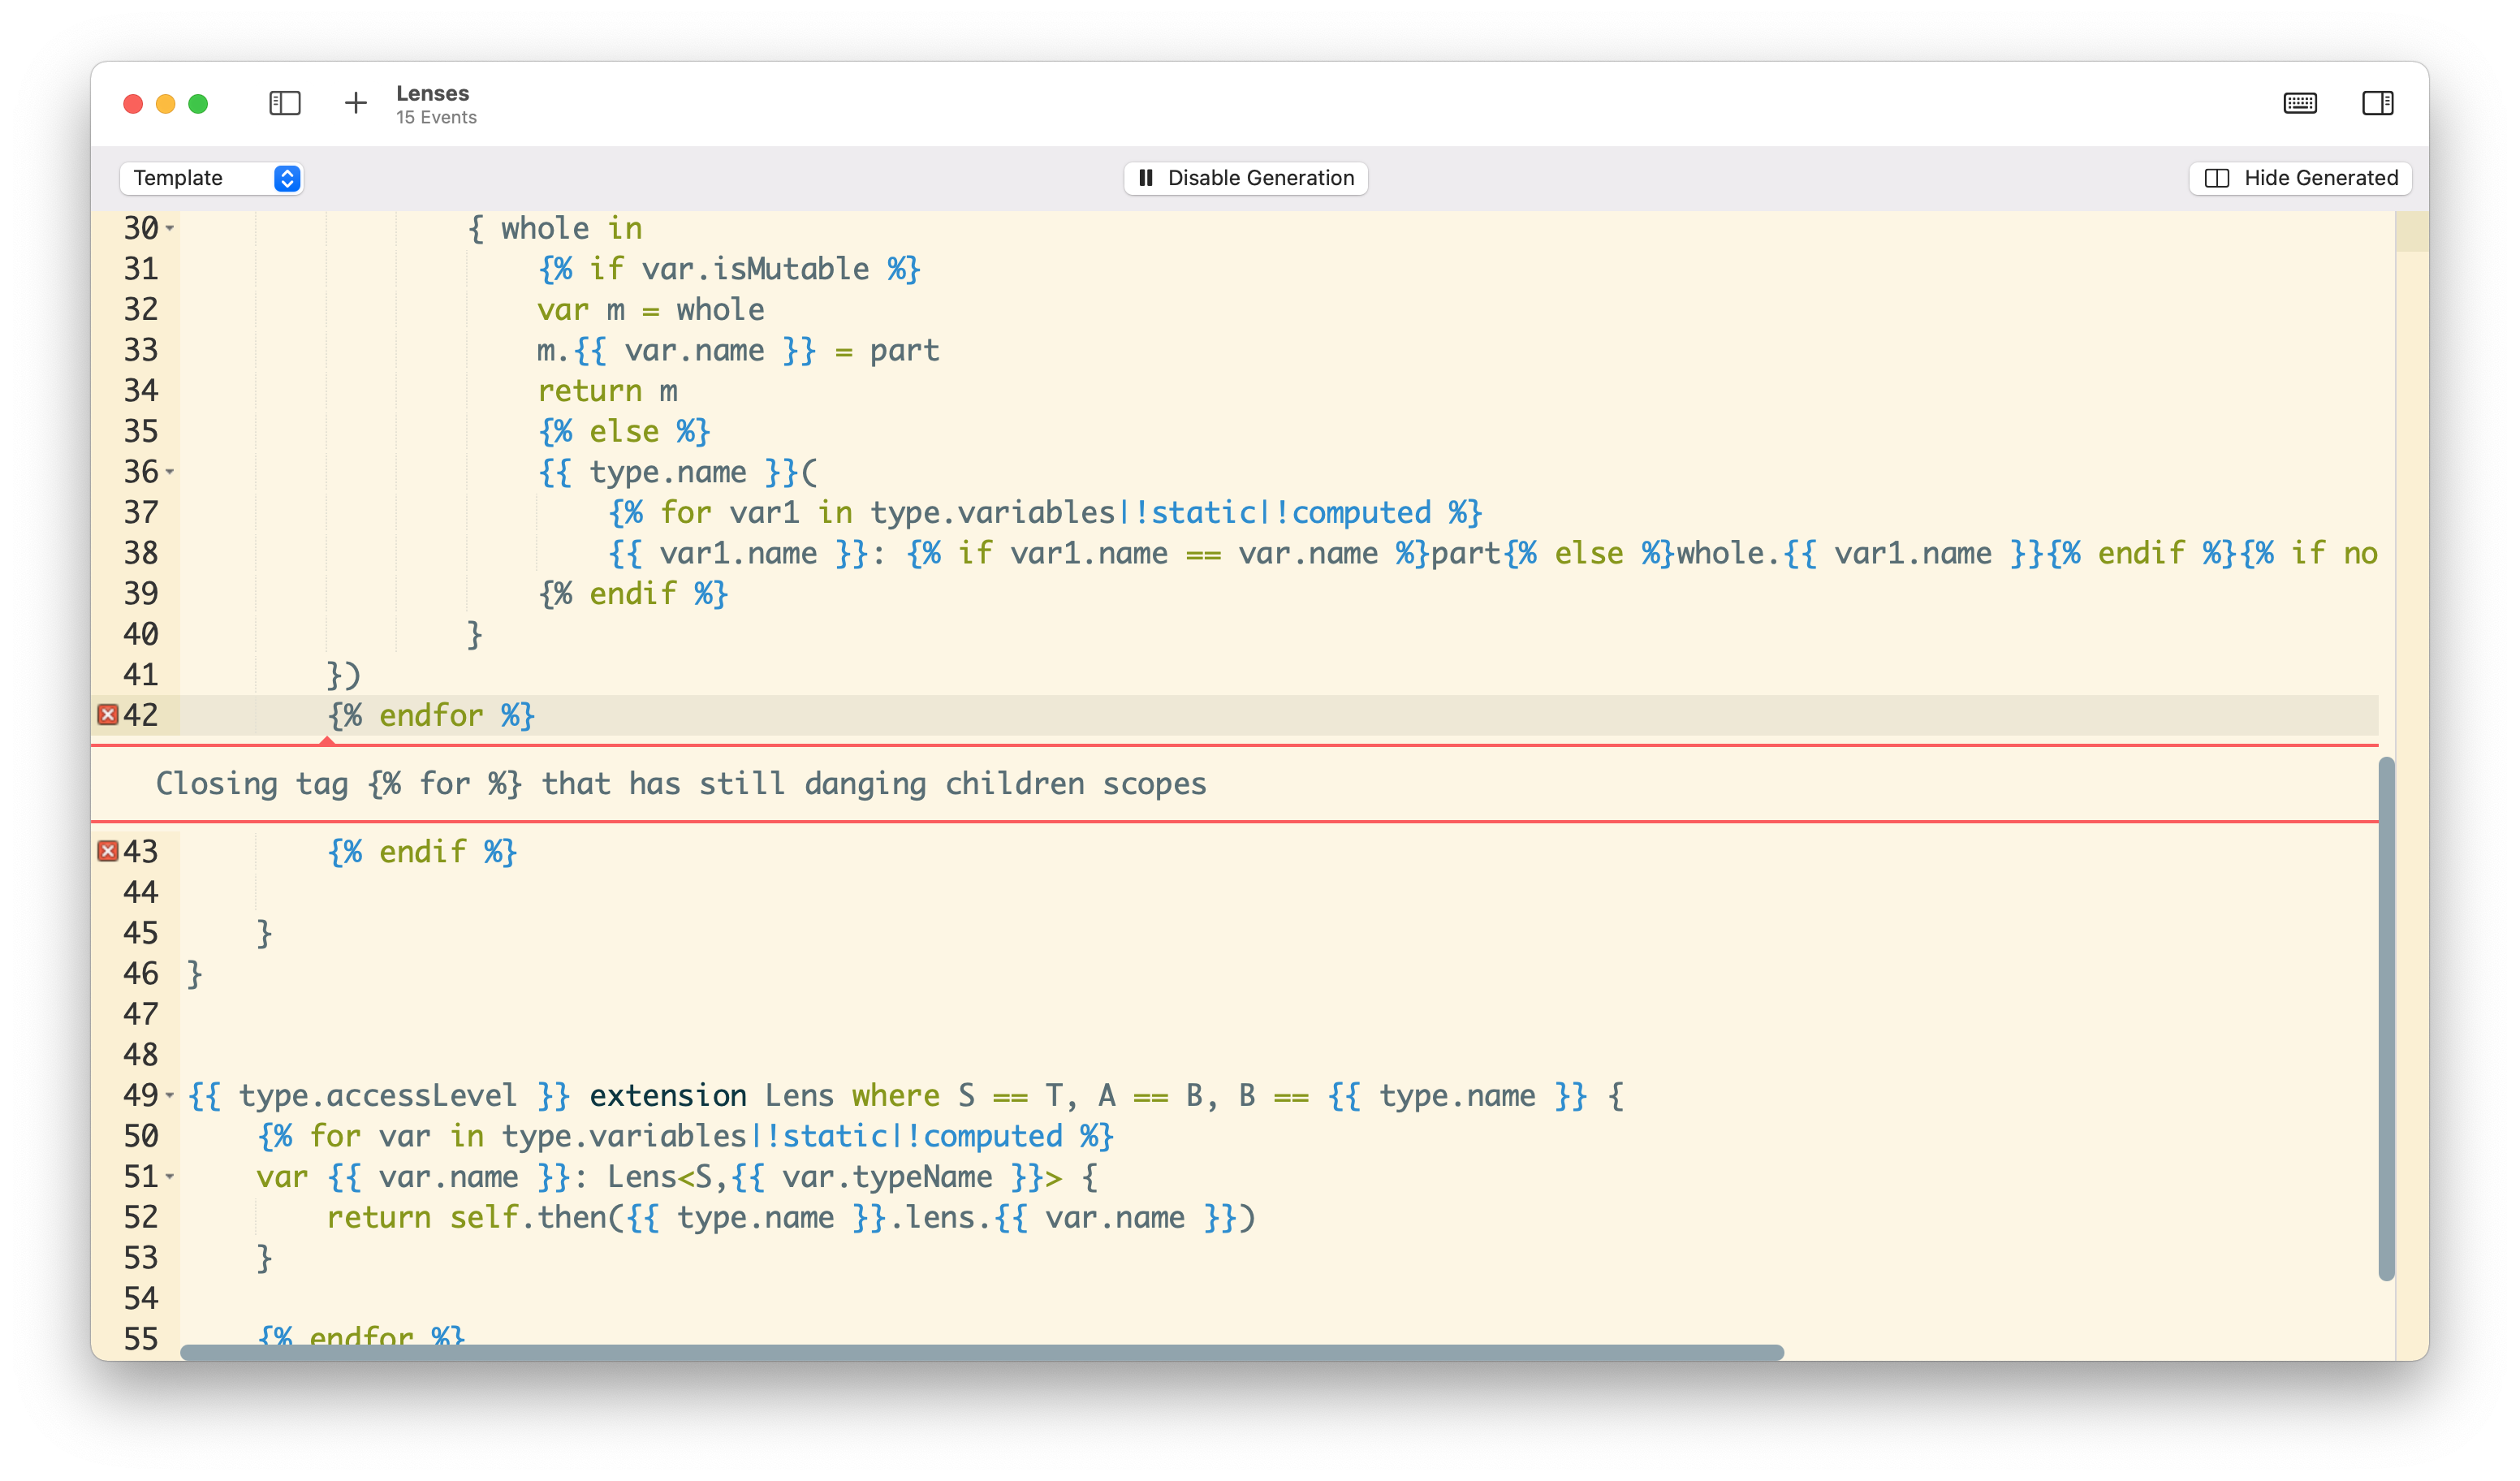 Lenses
15 Events
Template
Disable Generation
Hide Generated
30 { whole in
31 {% if var.isMutable %}
32 var m = whole
33 m.{{ var.name }} = part
34 return m
35 {% else %}
36 {{ type.name }}(
37 {% for var1 in type.variables|!static|!computed %}
38 {{ var1.name }}: {% if var1.name == var.name %}part{% else %}whole.{{ var1.name }}{% endif %}{% if no
39 {% endif %}
40 }
41 })
42 {% endfor %}
Closing tag {% for %} that has still danging children scopes
43 {% endif %}
44
45 }
46 }
47
48
49 {{ type.accessLevel }} extension Lens where S == T, A == B, B == {{ type.name }} {
50 {% for var in type.variables|!static|!computed %}
51 var {{ var.name }}: Lens<S,{{ var.typeName }}> {
52 return self.then({{ type.name }}.lens.{{ var.name }})
53 }
54
55 {% endfor %}